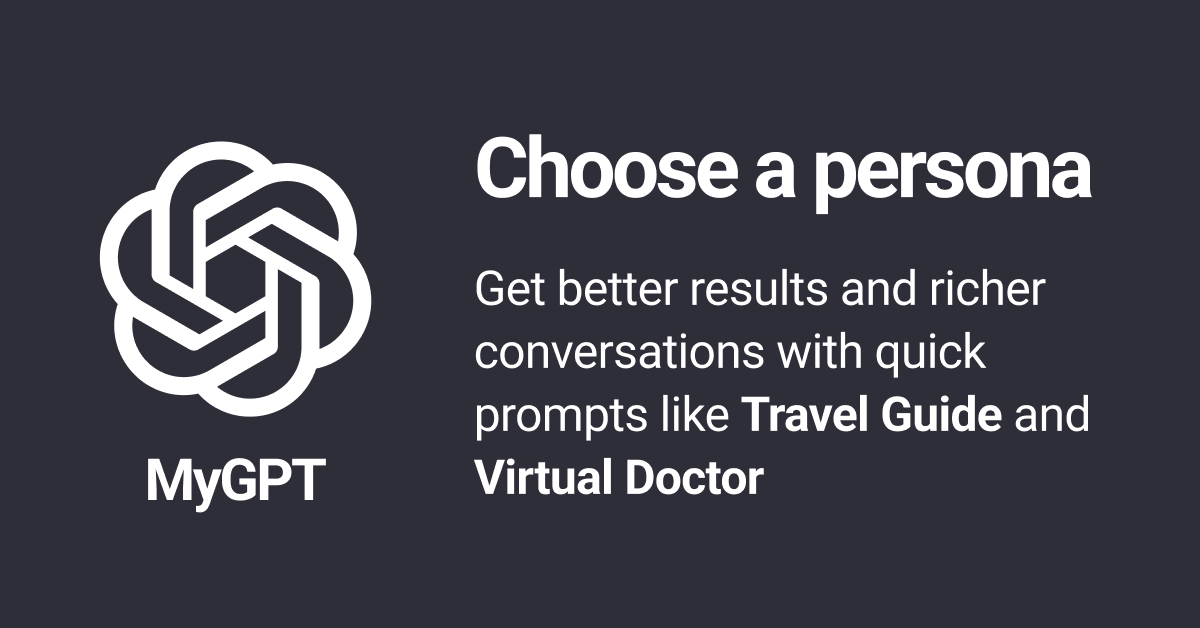 Choose a persona
Get better results and richer
conversations with quick
prompts like Travel Guide and
Virtual Doctor
MyGPT